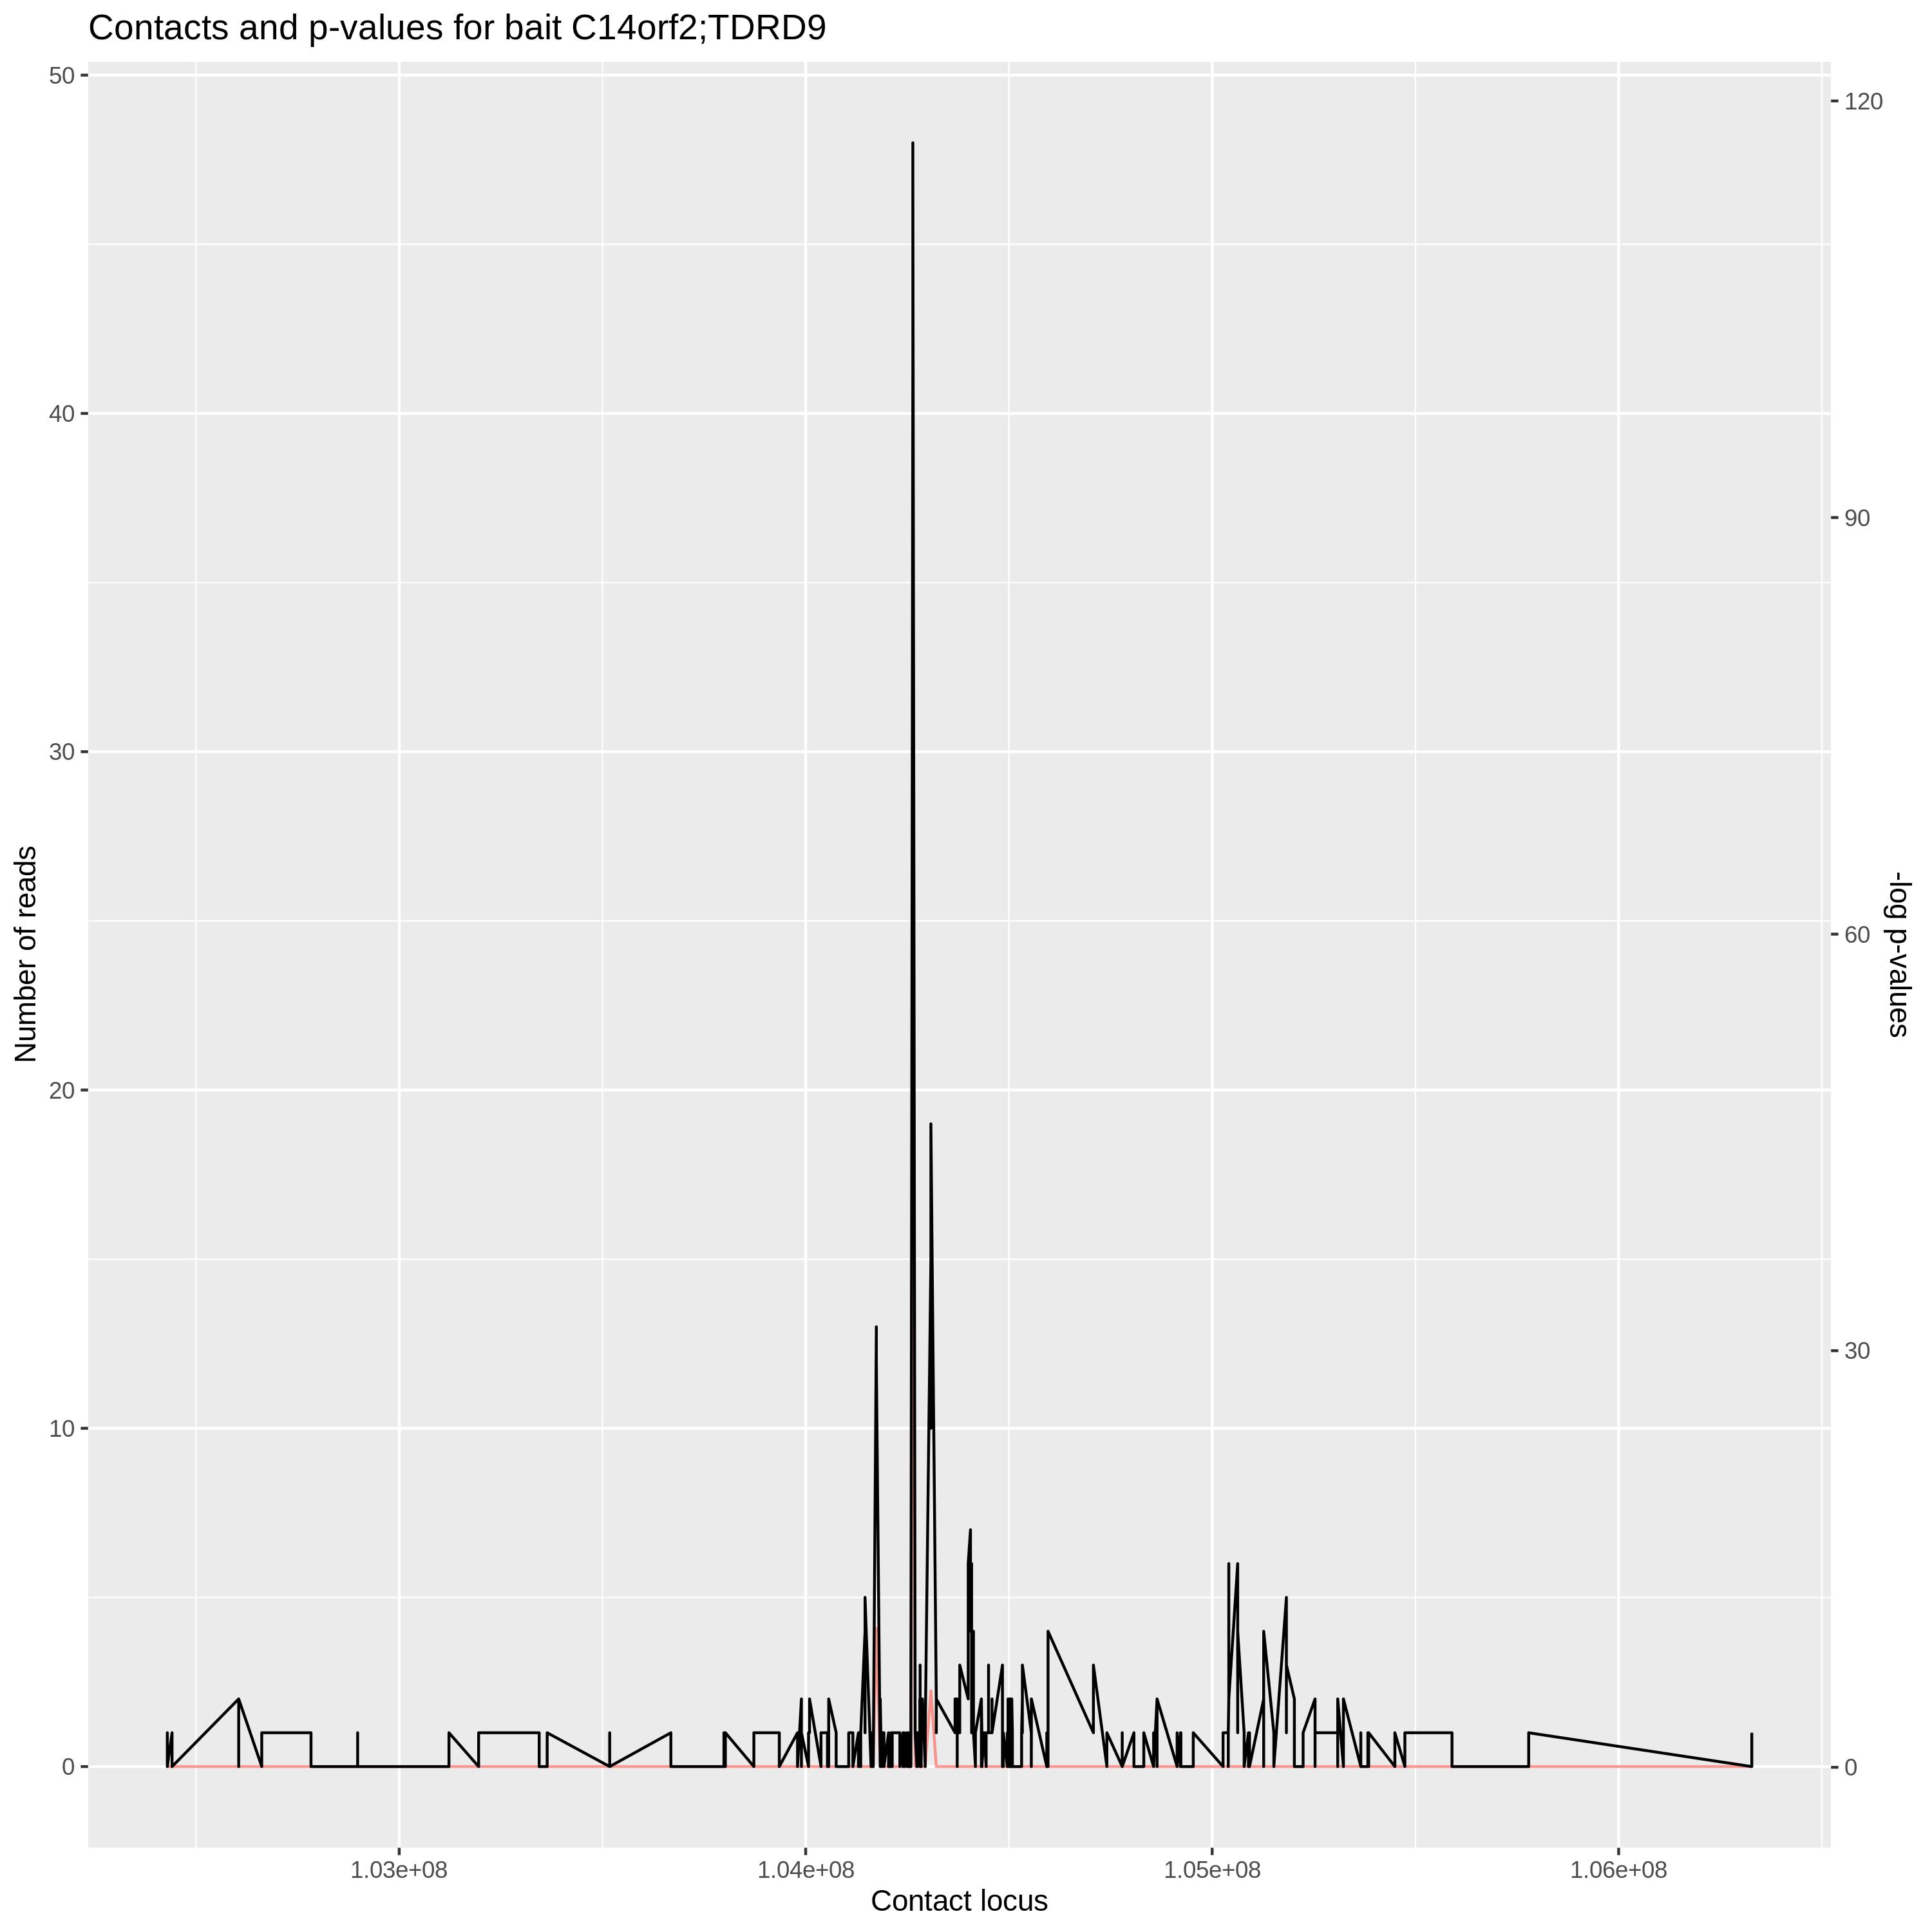 Contacts and p-values for bait C14orf2;TDRD9
50
40
30
20
10
0
Number of reads
120
90
60
30
0
-log p-values
1.03e+08
1.04e+08
1.05e+08
1.06e+08
Contact locus